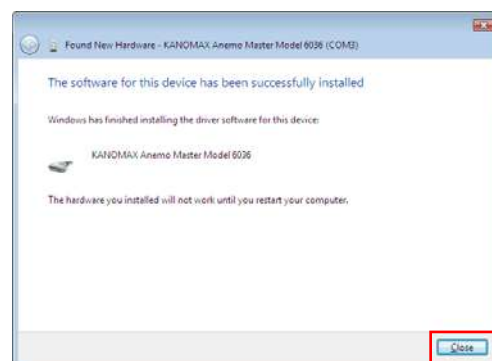 Found New Hardware - KANOMAX Anemo Master Model 6036 (COM3)
The software for this device has been successfully installed
Windows has finished installing the driver software for this device:
KANOMAX Anemo Master Model 6036
The hardware you installed will not work until you restart your computer.
Close